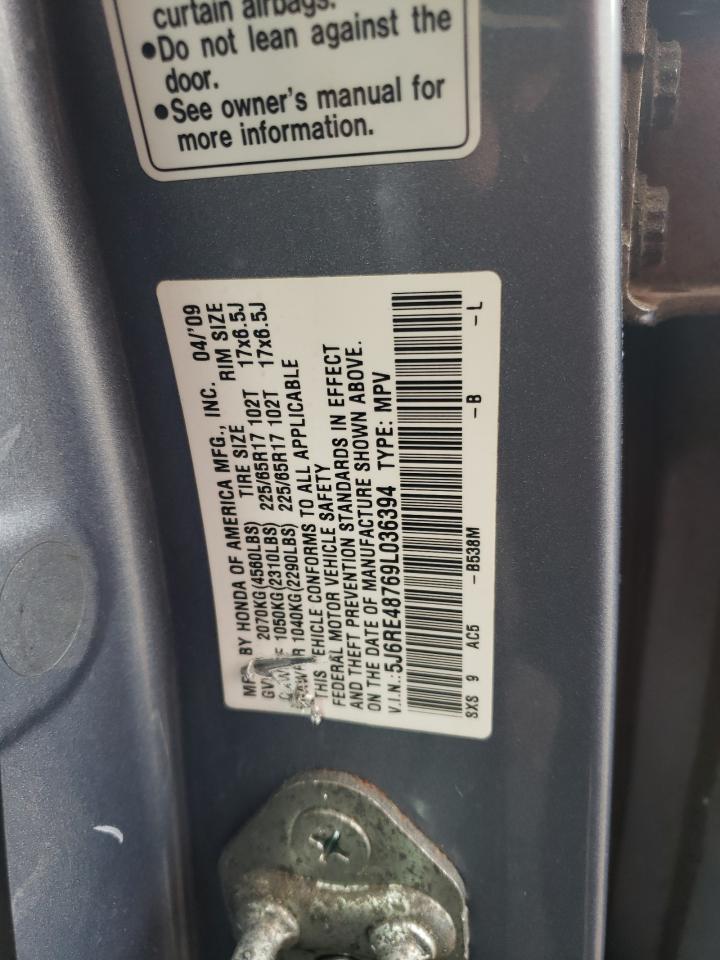 curtain airbags.
●Do not lean against the
door.
●See owner's manual for
more information.
MF BY HONDA OF AMERICA MFG., INC. 04/'09
GV 2070KG(4560LBS) TIRE SIZE RIM SIZE
F 1050KG(2310LBS) 225/65R17 102T 17x6.5J
R 1040KG(2290LBS) 225/65R17 102T 17x6.5J
THIS VEHICLE CONFORMS TO ALL APPLICABLE
FEDERAL MOTOR VEHICLE SAFETY
AND THEFT PREVENTION STANDARDS IN EFFECT
ON THE DATE OF MANUFACTURE SHOWN ABOVE.
V.I.N.:5J6RE48769L036394 TYPE: MPV
SXS 9 AC5 -B538M -B -L